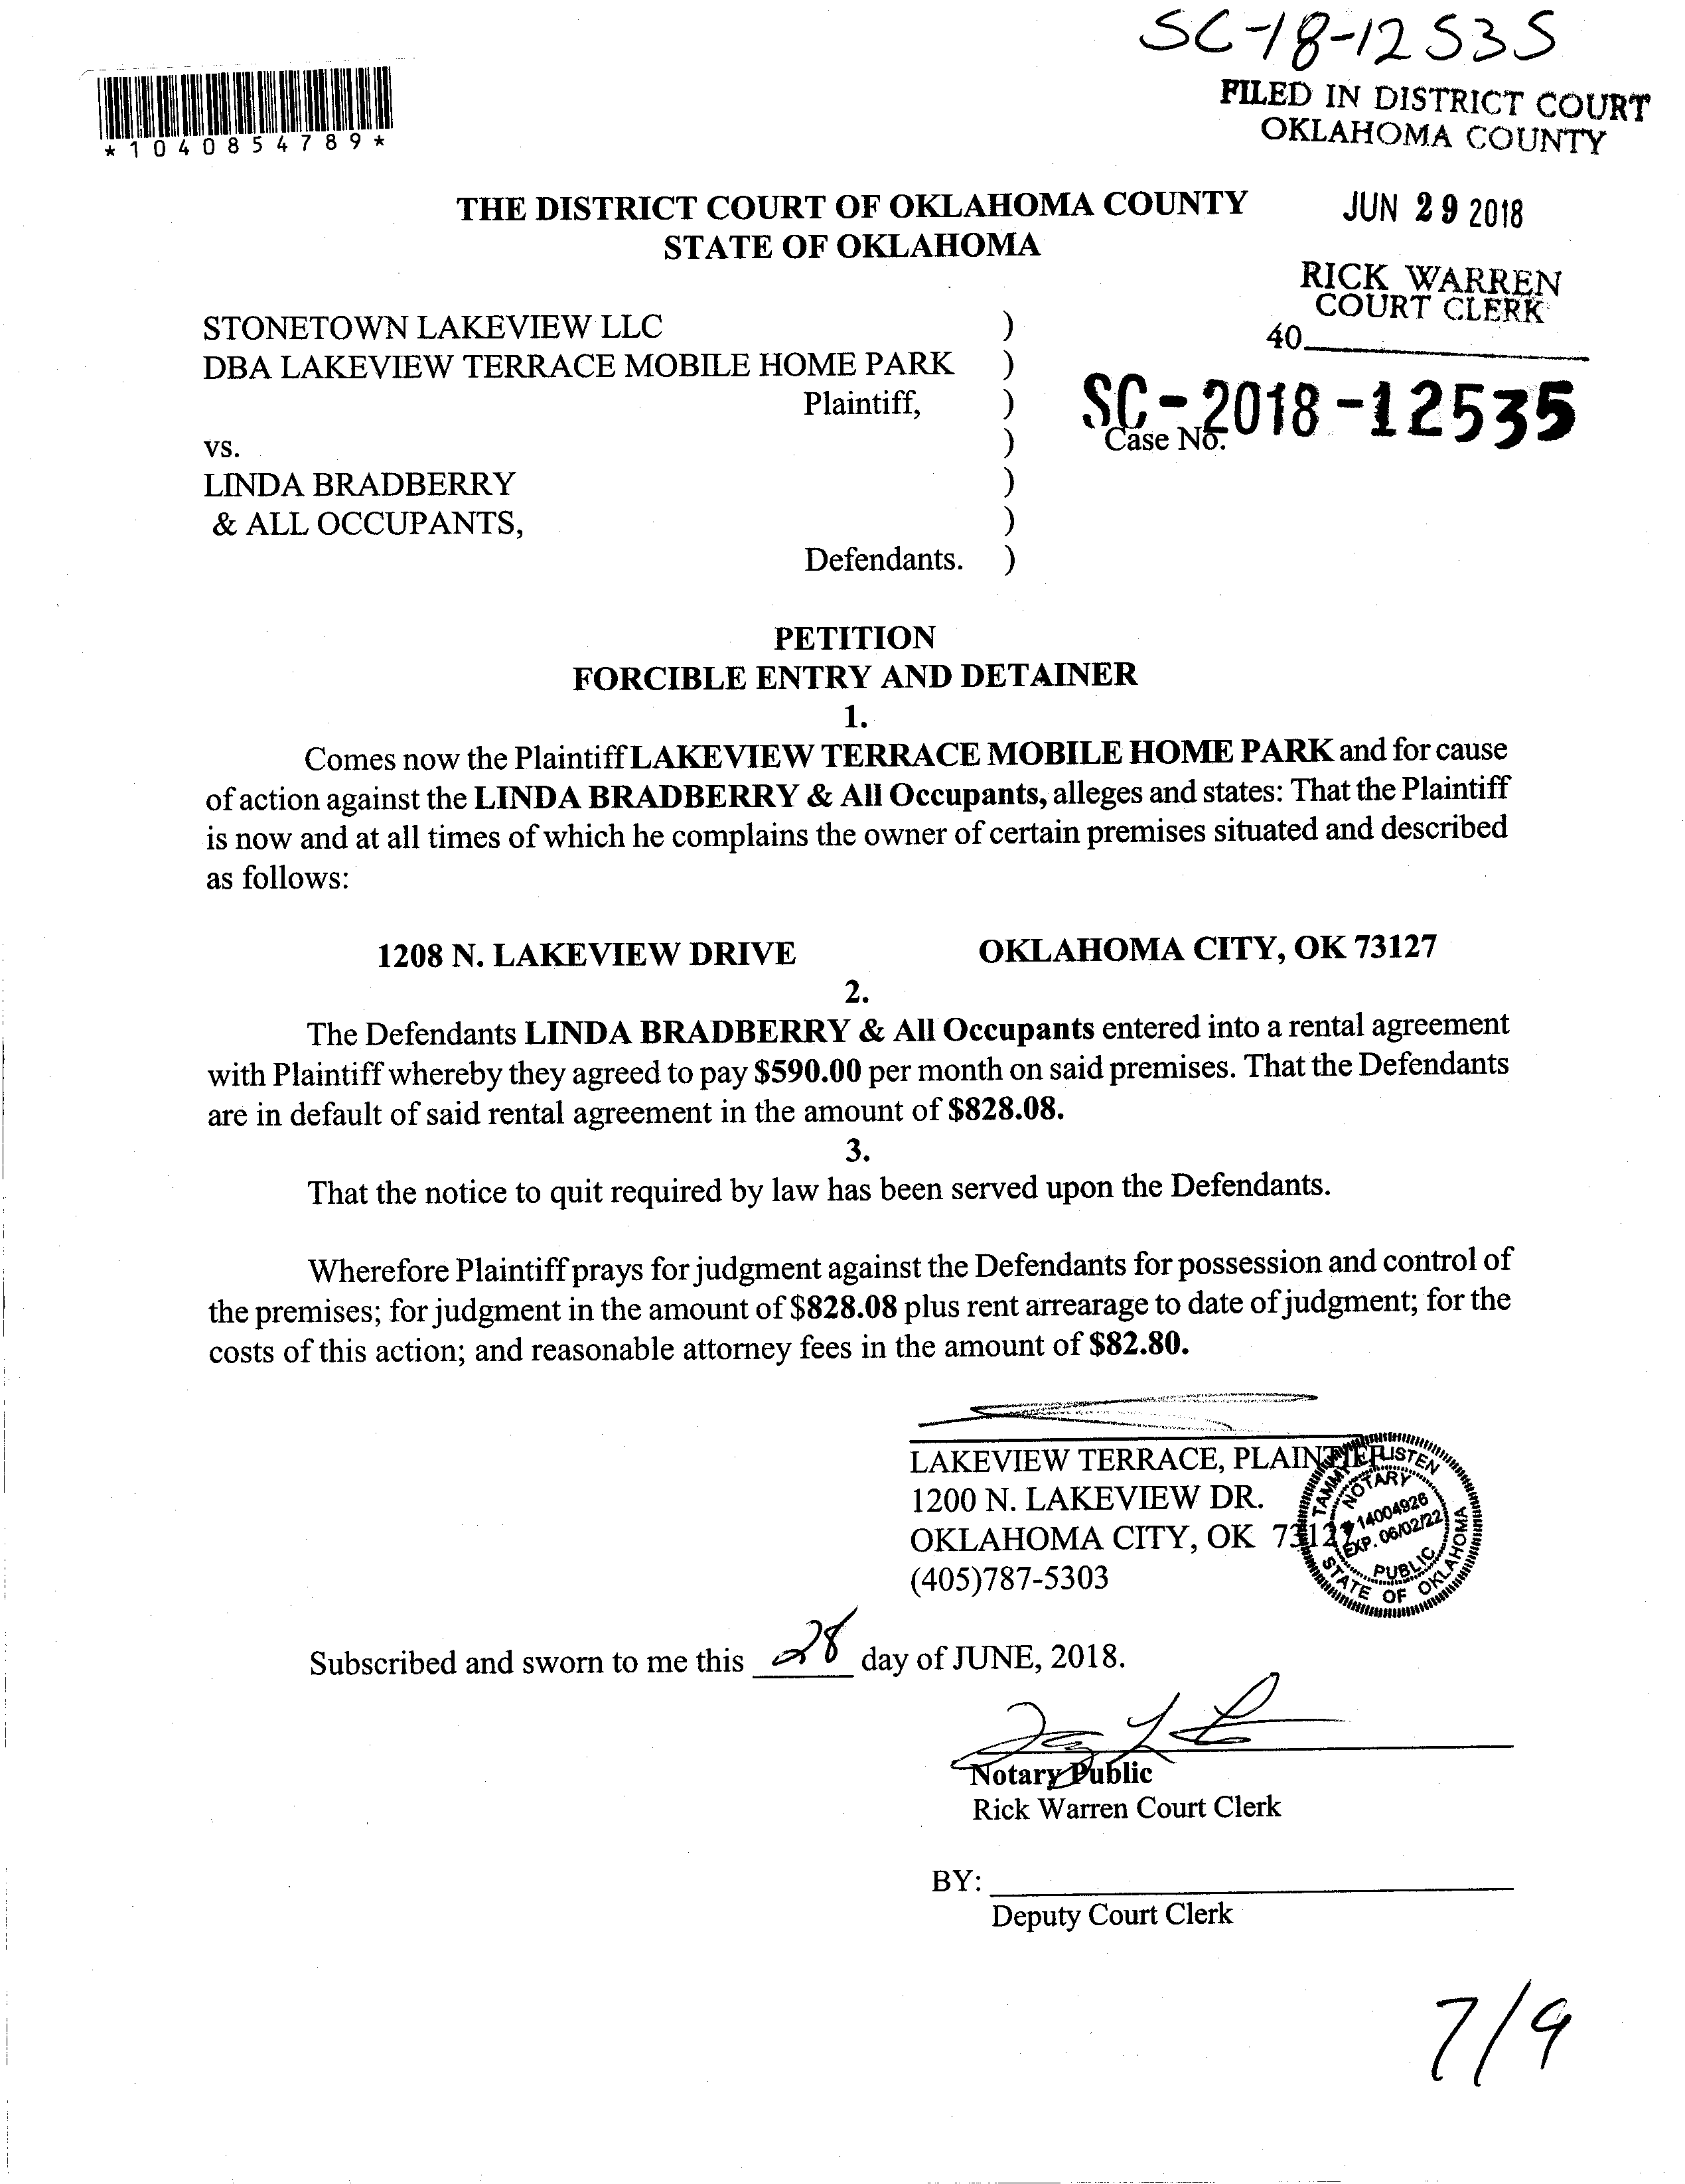 SC-18-12535
FILED IN DISTRICT COURT
OKLAHOMA COUNTY
*1040854789*
THE DISTRICT COURT OF OKLAHOMA COUNTY
STATE OF OKLAHOMA
JUN 29 2018
RICK WARREN
COURT CLERK
40
STONETOWN LAKEVIEW LLC )
DBA LAKEVIEW TERRACE MOBILE HOME PARK )
Plaintiff, )
SC-2018-12535
Case No.
vs. )
LINDA BRADBERRY )
& ALL OCCUPANTS, )
Defendants. )
PETITION
FORCIBLE ENTRY AND DETAINER
1.
Comes now the Plaintiff LAKEVIEW TERRACE MOBILE HOME PARK and for cause
of action against the LINDA BRADBERRY & All Occupants, alleges and states: That the Plaintiff
is now and at all times of which he complains the owner of certain premises situated and described
as follows:
1208 N. LAKEVIEW DRIVE OKLAHOMA CITY, OK 73127
2.
The Defendants LINDA BRADBERRY & All Occupants entered into a rental agreement
with Plaintiff whereby they agreed to pay $590.00 per month on said premises. That the Defendants
are in default of said rental agreement in the amount of $828.08.
3.
That the notice to quit required by law has been served upon the Defendants.
Wherefore Plaintiff prays for judgment against the Defendants for possession and control of
the premises; for judgment in the amount of $828.08 plus rent arrearage to date of judgment; for the
costs of this action; and reasonable attorney fees in the amount of $82.80.
LAKEVIEW TERRACE, PLAINTIFF
1200 N. LAKEVIEW DR.
OKLAHOMA CITY, OK 73127
(405)787-5303
TAMMY
NOTARY
# 14004926
EXP. 06/02/22
PUBLIC
STATE OF OKLAHOMA
Subscribed and sworn to me this 28 day of JUNE, 2018.
Notary Public
Rick Warren Court Clerk
BY:
Deputy Court Clerk
7/9